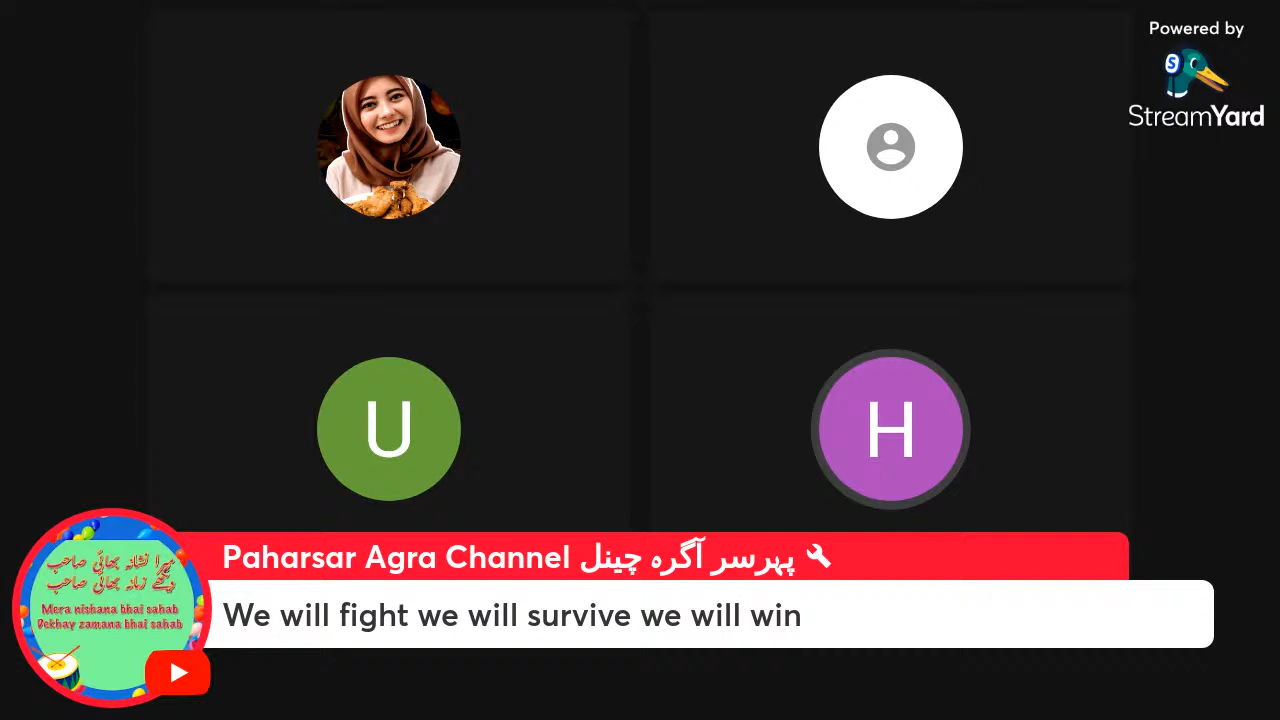 Powered by
S
StreamYard
U
H
Paharsar Agra Channel پہرسر آگرہ چینل
We will fight we will survive we will win
میرا نشانہ بھائی صاحب
دیکھے زمانہ بھائی صاحب
Mera nishana bhai sahab
Dekhay zamana bhai sahab